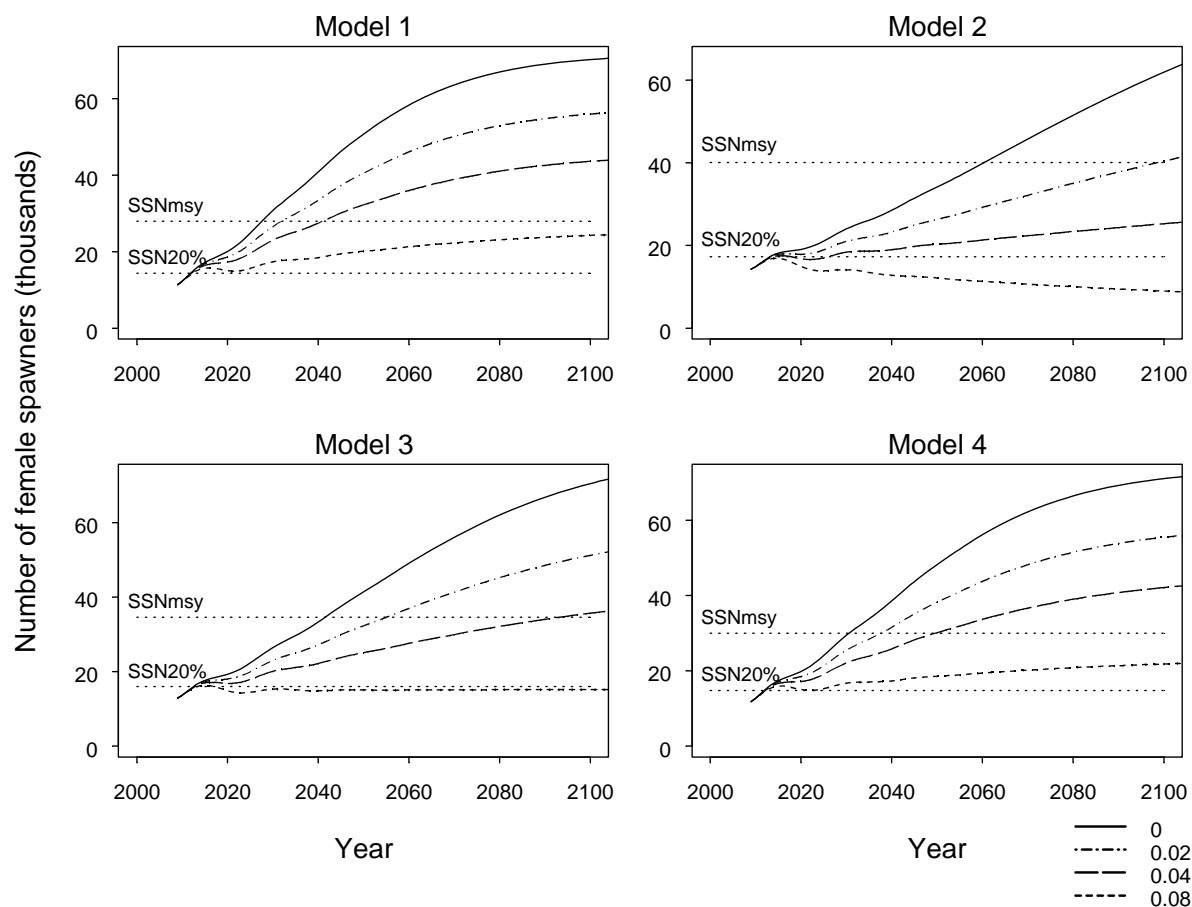 Model 1
Model 2
Number of female spawners (thousands)
60
40
20
0
SSNmsy
SSN20%
2000 2020 2040 2060 2080 2100
60
40
20
0
SSNmsy
SSN20%
2000 2020 2040 2060 2080 2100
Model 3
Model 4
60
40
20
0
SSNmsy
SSN20%
2000 2020 2040 2060 2080 2100
60
40
20
0
SSNmsy
SSN20%
2000 2020 2040 2060 2080 2100
Year
Year
0
0.02
0.04
0.08